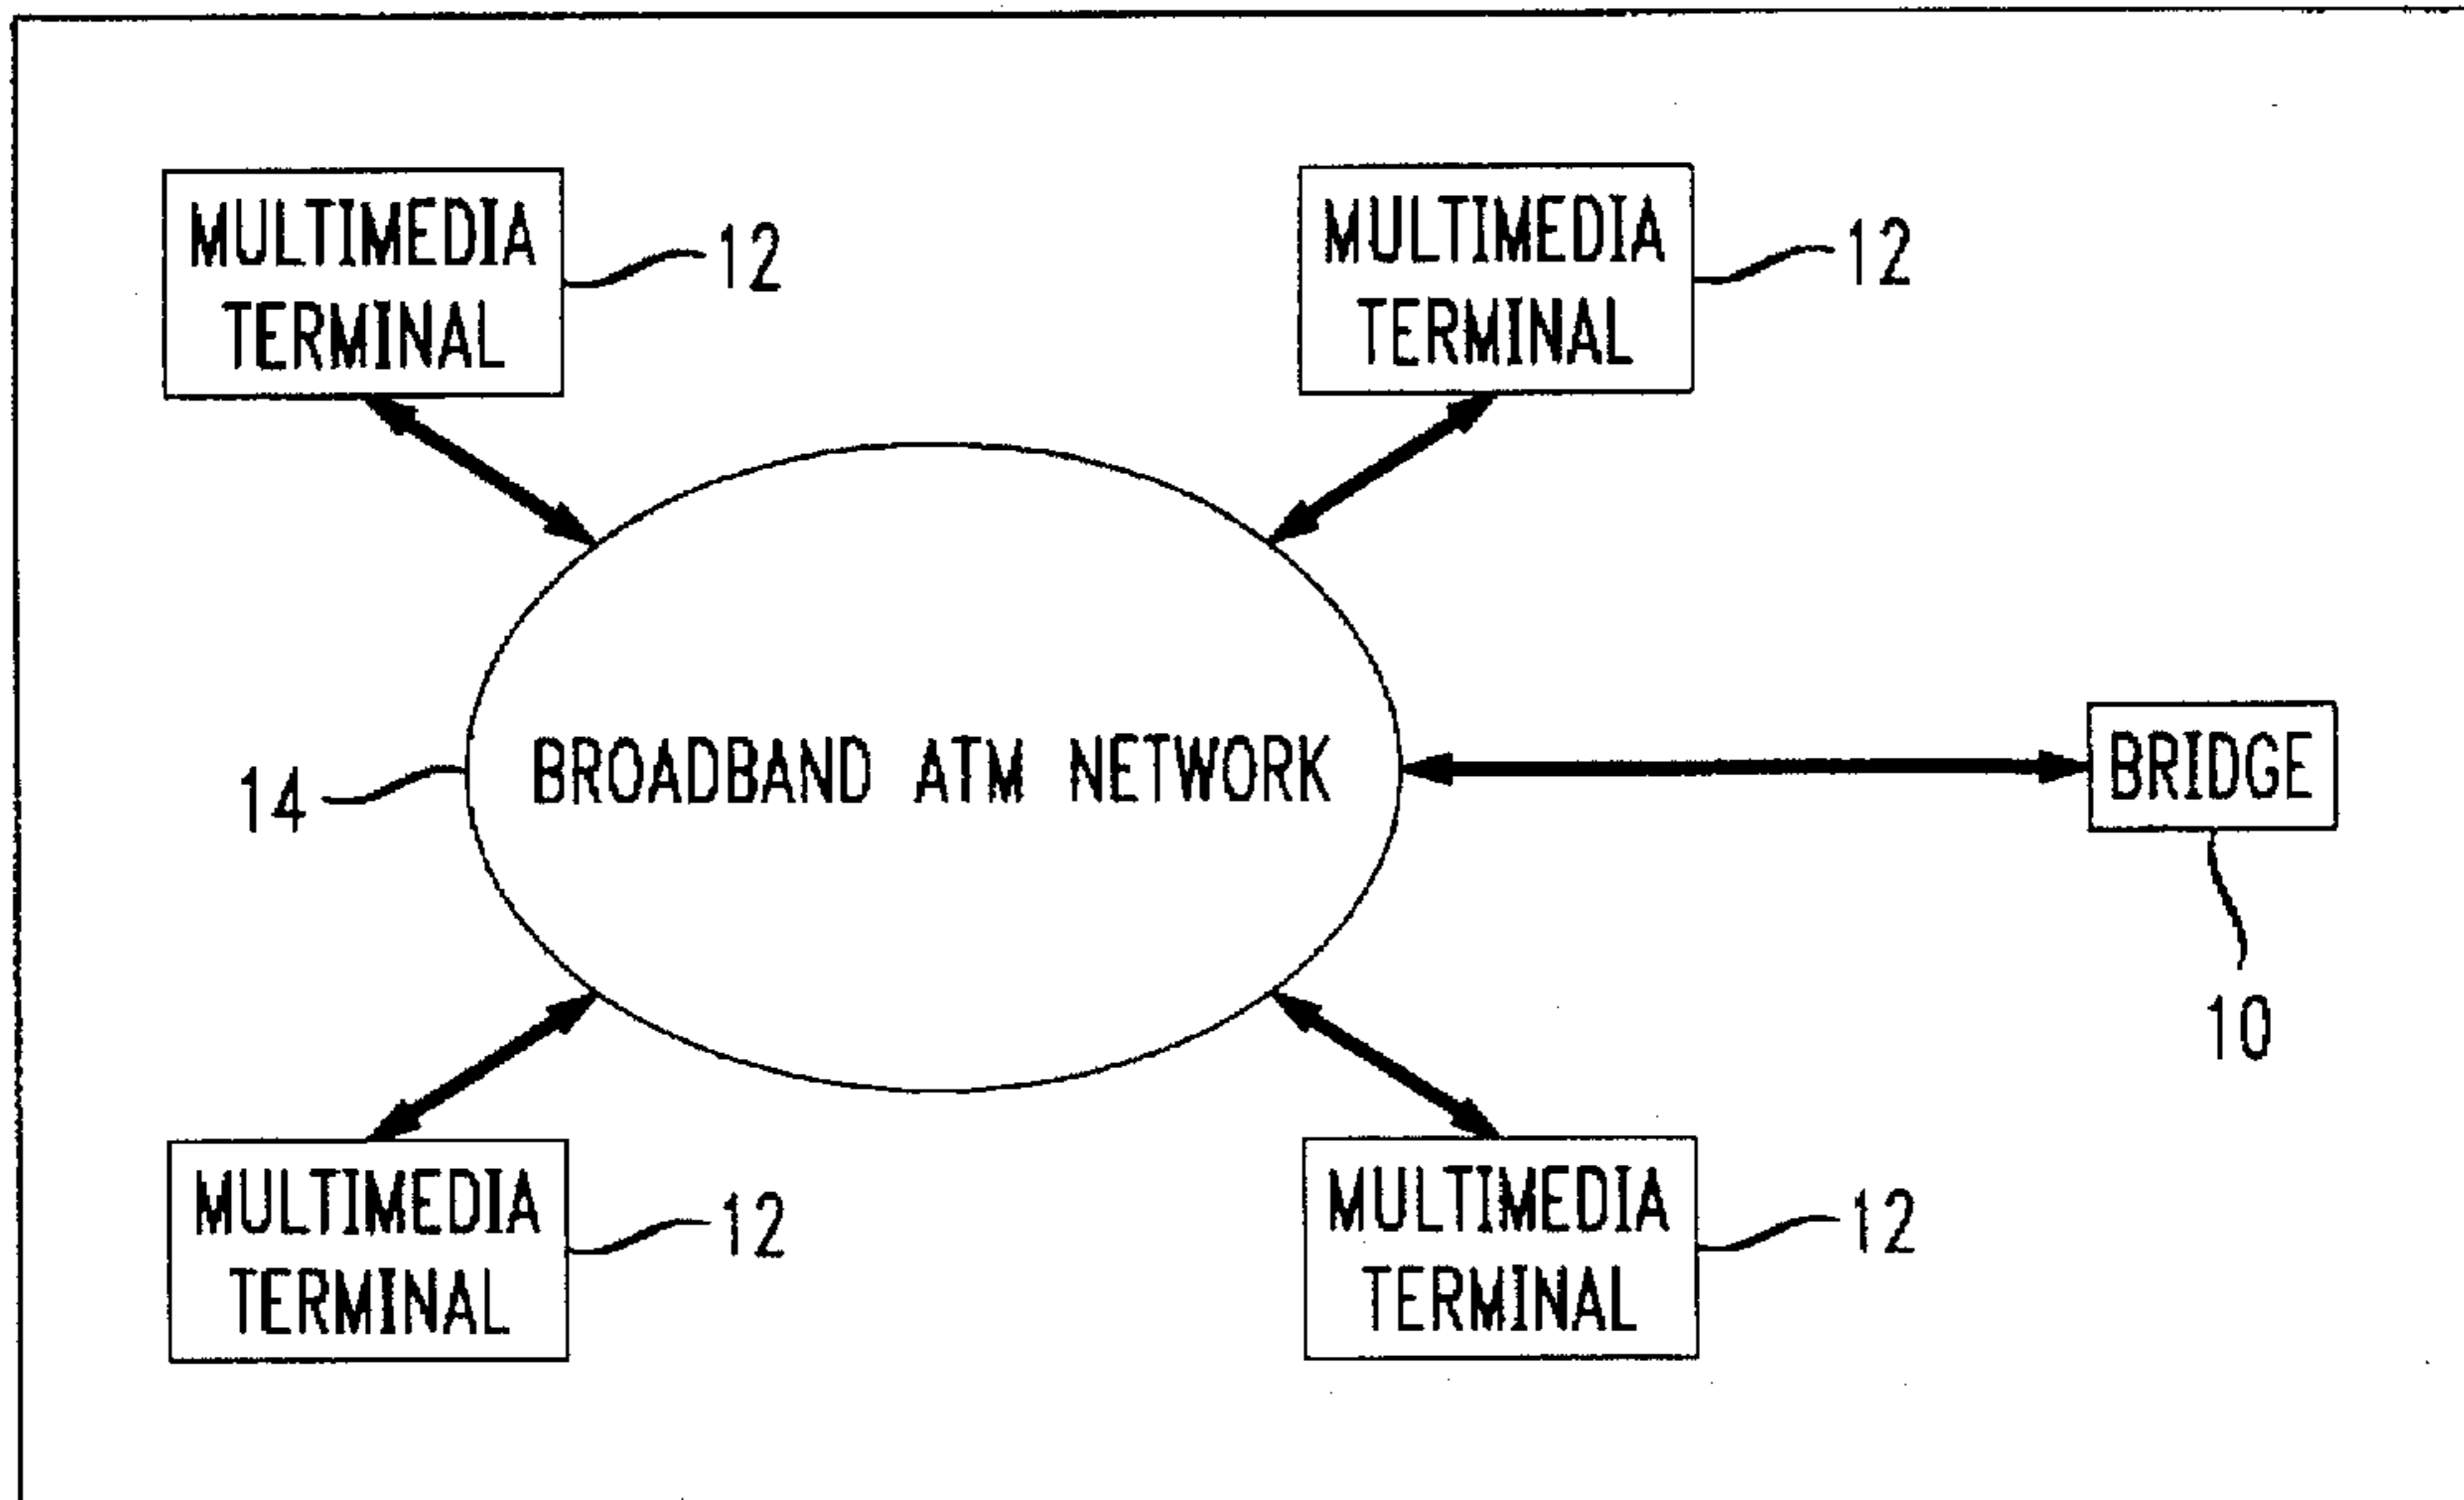 MULTIMEDIA
TERMINAL
12
MULTIMEDIA
TERMINAL
12
14
BROADBAND ATM NETWORK
BRIDGE
10
MULTIMEDIA
TERMINAL
12
MULTIMEDIA
TERMINAL
12